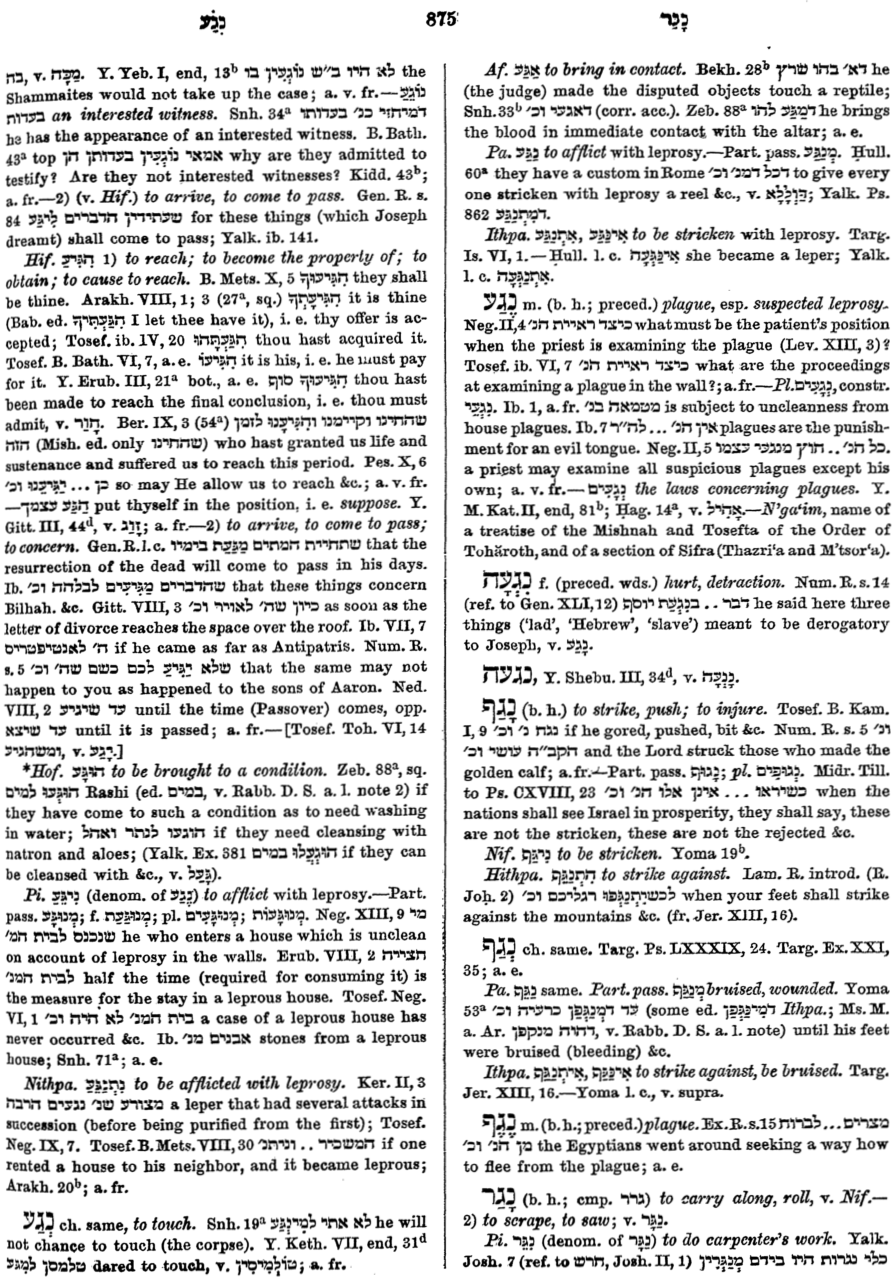 נְגַע
875
נָגַר
בה, v. מַכָּה. Y. Yeb. I, end, 13ᵇ לא היו ב״ש נוֹגְעִין בו the
Shammaites would not take up the case; a. v. fr.—נוֹגֵעַ
בעדות an interested witness. Snh. 34ᵃ דמיחזי כנ׳ בעדותו
he has the appearance of an interested witness. B. Bath.
43ᵃ top אמאי נוֹגְעִין בעדותן הן why are they admitted to
testify? Are they not interested witnesses? Kidd. 43ᵇ;
a. fr.—2) (v. Hif.) to arrive, to come to pass. Gen. R. s.
84 שעתידין הדברים לִיגַּע for these things (which Joseph
dreamt) shall come to pass; Yalk. ib. 141.
Hif. הִגִּיעַ 1) to reach; to become the property of; to
obtain; to cause to reach. B. Mets. X, 5 הִגִּיעוּךָ they shall
be thine. Arakh. VIII, 1; 3 (27ᵃ, sq.) הִגִּיעָתְךָ it is thine
(Bab. ed. הִגַּעְתִּיךָ I let thee have it), i. e. thy offer is ac-
cepted; Tosef. ib. IV, 20 הִגַּעְתָּהוּ thou hast acquired it.
Tosef. B. Bath. VI, 7, a. e. הִגִּיעוֹ it is his, i. e. he must pay
for it. Y. Erub. III, 21ᵃ bot., a. e. הִגִּיעוּךָ סוֹף thou hast
been made to reach the final conclusion, i. e. thou must
admit, v. חָזַר. Ber. IX, 3 (54ᵃ) שהחינו וקיימנו וְהִגִּיעָנוּ לזמן
הזה (Mish. ed. only שהחינו) who hast granted us life and
sustenance and suffered us to reach this period. Pes. X, 6
כן ... יַגִּיעֵנוּ וכ׳ so may He allow us to reach &c.; a. v. fr.
—הַגַּע עצמך put thyself in the position, i. e. suppose. Y.
Gitt. III, 44ᵈ, v. זֻוָג; a. fr.—2) to arrive, to come to pass;
to concern. Gen. R. l. c. שתחיית המתים מַגַּעַת בימיו that the
resurrection of the dead will come to pass in his days.
Ib. שהדברים מַגִּיעִים לבלהה וכ׳ that these things concern
Bilhah. &c. Gitt. VIII, 3 כיון שה׳ לאויר וכ׳ as soon as the
letter of divorce reaches the space over the roof. Ib. VII, 7
ה׳ לאנטיפטריס if he came as far as Antipatris. Num. R.
s. 5 שלא יַגִּיעַ לכם כשם שה׳ וכ׳ that the same may not
happen to you as happened to the sons of Aaron. Ned.
VIII, 2 עד שיגיע until the time (Passover) comes, opp.
עד שיצא until it is passed; a. fr.—[Tosef. Toh. VI, 14
ומשהגיע, v. רָגַע.]
*Hof. הוּגַּע to be brought to a condition. Zeb. 88ᵃ, sq.
הוּגְּעוּ למים Rashi (ed. במים, v. Rabb. D. S. a. l. note 2) if
they have come to such a condition as to need washing
in water; הוגעו לנתר ואהל if they need cleansing with
natron and aloes; (Yalk. Ex. 381 הוּגְעֲלוּ במים if they can
be cleansed with &c., v. גָּעַל).
Pi. נִיגֵּעַ (denom. of נֶגַע) to afflict with leprosy.—Part.
pass. מְנוּגָּע; f. מְנוּגַּעַת; pl. מְנוּגָּעִים; מְנוּגָּעוֹת. Neg. XIII, 9 מי
שנכנס לבית המ׳ he who enters a house which is unclean
on account of leprosy in the walls. Erub. VIII, 2 חצייה
לבית המנ׳ half the time (required for consuming it) is
the measure for the stay in a leprous house. Tosef. Neg.
VI, 1 בית המנ׳ לא היה וכ׳ a case of a leprous house has
never occurred &c. Ib. אבנים מנ׳ stones from a leprous
house; Snh. 71ᵃ; a. e.
Nithpa. נִתְנַגַּע to be afflicted with leprosy. Ker. II, 3
מצורע שנ׳ נגעים הרבה a leper that had several attacks in
succession (before being purified from the first); Tosef.
Neg. IX, 7. Tosef. B. Mets. VIII, 30 המשכיר .. וניתנ׳ if one
rented a house to his neighbor, and it became leprous;
Arakh. 20ᵇ; a. fr.
נְגַע ch. same, to touch. Snh. 19ᵃ לא אתי למִינְגַּע he will
not chance to touch (the corpse). Y. Keth. VII, end, 31ᵈ
טלמסן למגע dared to touch, v. טוֹלְמִיסִין; a. fr.
Af. אַגַּע to bring in contact. Bekh. 28ᵇ דא׳ בהו שרץ he
(the judge) made the disputed objects touch a reptile;
Snh. 33ᵇ דאגעי וכ׳ (corr. acc.). Zeb. 88ᵃ דמַגַּע להו he brings
the blood in immediate contact with the altar; a. e.
Pa. נַגַּע to afflict with leprosy.—Part. pass. מְנַגַּע. Hull.
60ᵃ they have a custom in Rome דכל דמנ׳ וכ׳ to give every
one stricken with leprosy a reel &c., v. דְּוְלָלָא; Yalk. Ps.
862 דמִתְנַגַּע.
Ithpa. אִתְנַגַּע, אִינַּגַּע to be stricken with leprosy. Targ.
Is. VI, 1.—Hull. l. c. אִינַּגְּעָה she became a leper; Yalk.
l. c. אִתְנַגְּעָה.
נֶגַע m. (b. h.; preced.) plague, esp. suspected leprosy.
Neg. II, 4 כיצד ראיית הנ׳ what must be the patient's position
when the priest is examining the plague (Lev. XIII, 3)?
Tosef. ib. VI, 7 כיצד ראיית הנ׳ what are the proceedings
at examining a plague in the wall?; a. fr.—Pl. נְגָעִים, constr.
נִגְעֵי. Ib. 1, a. fr. מטמאה בנ׳ is subject to uncleanness from
house plagues. Ib. 7 אין הנ׳ ... לה״ר plagues are the punish-
ment for an evil tongue. Neg. II, 5 כל הנ׳ .. חוץ מנגעי עצמו
a priest may examine all suspicious plagues except his
own; a. v. fr.—נְגָעִים the laws concerning plagues. Y.
M. Kat. II, end, 81ᵇ; Hag. 14ᵃ, v. אָהִיל.—N'ga'im, name of
a treatise of the Mishnah and Tosefta of the Order of
Tohăroth, and of a section of Sifra (Thazri'a and M'tsor'a).
נְגָעָה f. (preced. wds.) hurt, detraction. Num. R. s. 14
(ref. to Gen. XLI, 12) דבר .. בנִגְעַת יוסף he said here three
things ('lad', 'Hebrew', 'slave') meant to be derogatory
to Joseph, v. נָגַע.
נגעה, Y. Shebu. III, 34ᵈ, v. נָגְעָה.
נָגַף (b. h.) to strike, push; to injure. Tosef. B. Kam.
I, 9 נגח נ׳ וכ׳ if he gored, pushed, bit &c. Num. R. s. 5 ונ׳
הקב״ה עושי וכ׳ and the Lord struck those who made the
golden calf; a. fr.—Part. pass. נָגוּף; pl. נְגוּפִים. Midr. Till.
to Ps. CXVIII, 23 כשיראו ... אינן אלו הנ׳ וכ׳ when the
nations shall see Israel in prosperity, they shall say, these
are not the stricken, these are not the rejected &c.
Nif. נִיגַּף to be stricken. Yoma 19ᵇ.
Hithpa. הִתְנַגֵּף to strike against. Lam. R. introd. (R.
Joh. 2) לכשיתְנַגְּפוּ רגליכם וכ׳ when your feet shall strike
against the mountains &c. (fr. Jer. XIII, 16).
נְגַף ch. same. Targ. Ps. LXXXIX, 24. Targ. Ex. XXI,
35; a. e.
Pa. נַגֵּף same. Part. pass. מְנַגַּף bruised, wounded. Yoma
53ᵃ עד דמְנַגְּפָן כרעיה וכ׳ (some ed. דמִינַּגְּפָן Ithpa.; Ms. M.
a. Ar. דהוה מנקפן, v. Rabb. D. S. a. l. note) until his feet
were bruised (bleeding) &c.
Ithpa. אִינַּגַּף, אִיתְנַגַּף to strike against, be bruised. Targ.
Jer. XIII, 16.—Yoma l. c., v. supra.
נֶגֶף m. (b. h.; preced.) plague. Ex. R. s. 15 מצרים...לברוח
מן הנ׳ וכ׳ the Egyptians went around seeking a way how
to flee from the plague; a. e.
נָגַר (b. h.; cmp. גרר) to carry along, roll, v. Nif.—
2) to scrape, to saw; v. נַגָּר.
Pi. נִגֵּר (denom. of נַגָּר) to do carpenter's work. Yalk.
Josh. 7 (ref. to חרש, Josh. II, 1) כלי נגרות היו בידם מְנַגְּרִין